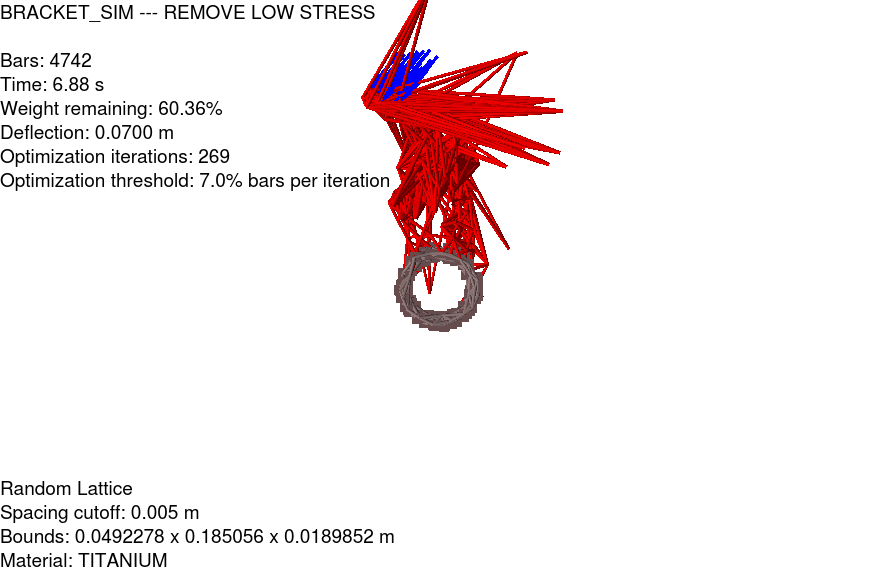 BRACKET_SIM --- REMOVE LOW STRESS
Bars: 4742
Time: 6.88 s
Weight remaining: 60.36%
Deflection: 0.0700 m
Optimization iterations: 269
Optimization threshold: 7.0% bars per iteration
Random Lattice
Spacing cutoff: 0.005 m
Bounds: 0.0492278 x 0.185056 x 0.0189852 m
Material: TITANIUM